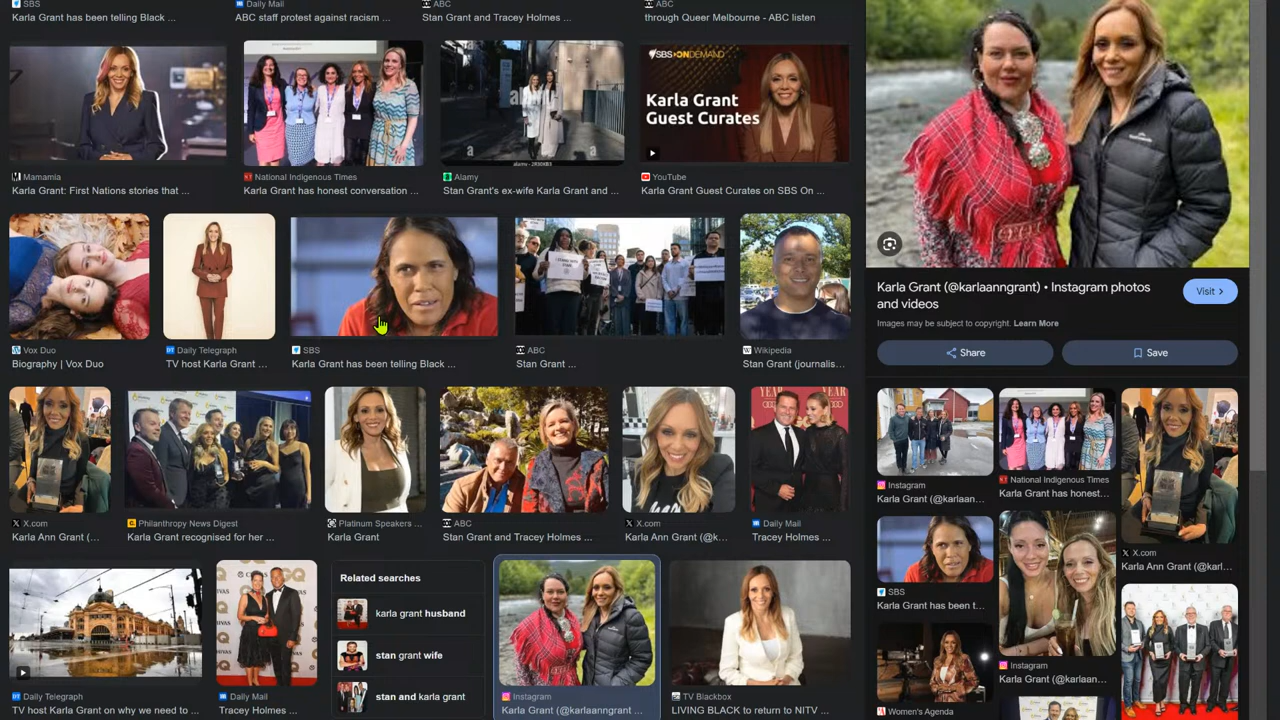 SBS
Karla Grant has been telling Black ...
Daily Mail
ABC staff protest against racism ...
ABC
Stan Grant and Tracey Holmes ...
ABC
through Queer Melbourne - ABC listen
SBS ON DEMAND
Karla Grant
Guest Curates
a
a
a
alamy - 2R80HB3
Mamamia
Karla Grant: First Nations stories that ...
National Indigenous Times
Karla Grant has honest conversation ...
Alamy
Stan Grant's ex-wife Karla Grant and ...
YouTube
Karla Grant Guest Curates on SBS On ...
Vox Duo
Biography | Vox Duo
Daily Telegraph
TV host Karla Grant ...
SBS
Karla Grant has been telling Black ...
ABC
Stan Grant ...
Wikipedia
Stan Grant (journalis...
YEAR
X.com
Karla Ann Grant (...
Philanthropy News Digest
Karla Grant recognised for her ...
Platinum Speakers ...
Karla Grant
ABC
Stan Grant and Tracey Holmes ...
X.com
Karla Ann Grant (@k...
Daily Mail
Tracey Holmes ...
GQ
GQ
Daily Telegraph
TV host Karla Grant on why we need to ...
Daily Mail
Tracey Holmes ...
Related searches
karla grant husband
stan grant wife
stan and karla grant
Instagram
Karla Grant (@karlaanngrant ...
TV Blackbox
LIVING BLACK to return to NITV ...
Karla Grant (@karlaanngrant) • Instagram photos
and videos
Visit >
Images may be subject to copyright. Learn More
Share
Save
Instagram
Karla Grant (@karlaan...
National Indigenous Times
Karla Grant has honest...
X.com
Karla Ann Grant (@karl...
SBS
Karla Grant has been t...
Instagram
Karla Grant (@karlaan...
Women's Agenda